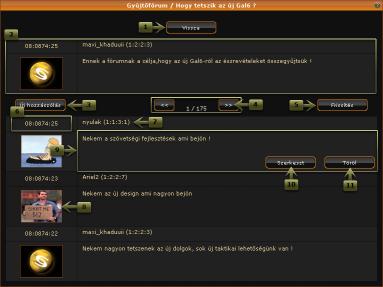 Gyűjtőfórum / Hogy tetszik az új Gal6 ?
1 Vissza
2
08:0874:25 maxi_khaduuii (1:2:2:3)
Ennek a fórumnak a célja,hogy az új Gal6-ról az észrevételeket összegyűjtsük !
Új hozzászólás 3 << 1 / 175 >> 4 5 Frissítés
6
08:0874:25 nyulak (1:1:3:1) 7
9 Nekem a szövetségi fejlesztések ami bejön !
Szerkeszt Töröl
10 11
08:0874:23 Ariel2 (1:2:2:7)
Nekem az új design ami nagyon bejön
8
08:0874:22 maxi_khaduuii (1:2:2:3)
Nekem nagyon tetszenek az új dolgok, sok új taktikai lehetőségünk van !